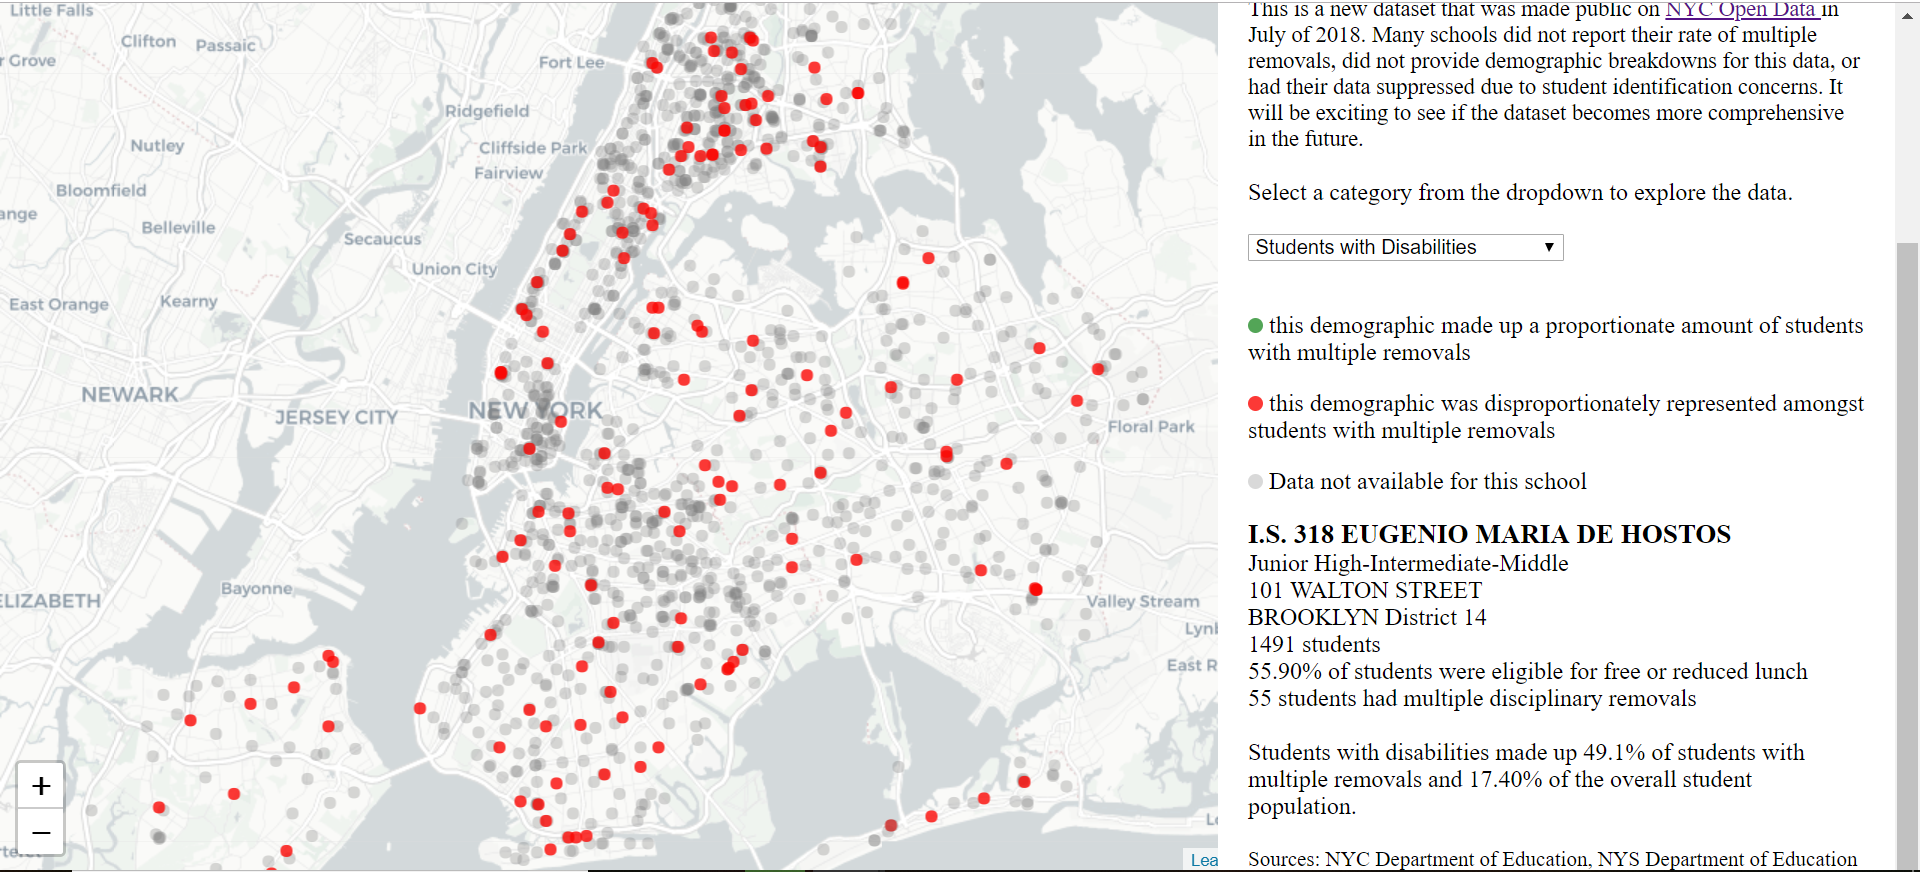 Little Falls
Clifton
Passaic
r Grove
Fort Lee
Ridgefield
Nutley
Cliffside Park
Fairview
Bloomfield
ange
Belleville
Secaucus
Union City
East Orange
Kearny
NEWARK
JERSEY CITY
NEW YORK
Floral Park
Bayonne
ELIZABETH
Valley Stream
Lynl
East R
+
−
Lea
This is a new dataset that was made public on NYC Open Data in
July of 2018. Many schools did not report their rate of multiple
removals, did not provide demographic breakdowns for this data, or
had their data suppressed due to student identification concerns. It
will be exciting to see if the dataset becomes more comprehensive
in the future.
Select a category from the dropdown to explore the data.
Students with Disabilities
this demographic made up a proportionate amount of students
with multiple removals
this demographic was disproportionately represented amongst
students with multiple removals
Data not available for this school
I.S. 318 EUGENIO MARIA DE HOSTOS
Junior High-Intermediate-Middle
101 WALTON STREET
BROOKLYN District 14
1491 students
55.90% of students were eligible for free or reduced lunch
55 students had multiple disciplinary removals
Students with disabilities made up 49.1% of students with
multiple removals and 17.40% of the overall student
population.
Sources: NYC Department of Education, NYS Department of Education